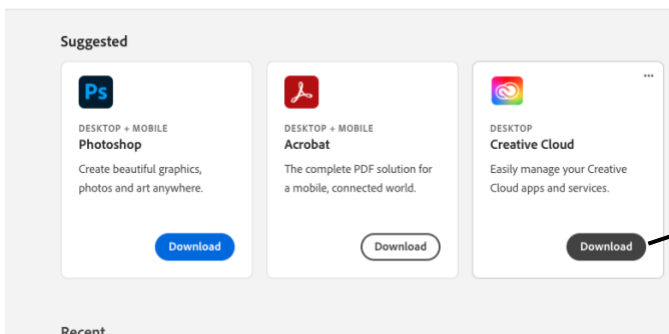 Suggested
Ps
DESKTOP + MOBILE
Photoshop
Create beautiful graphics,
photos and art anywhere.
Download
DESKTOP + MOBILE
Acrobat
The complete PDF solution for
a mobile, connected world.
Download
...
DESKTOP
Creative Cloud
Easily manage your Creative
Cloud apps and services.
Download
Recent